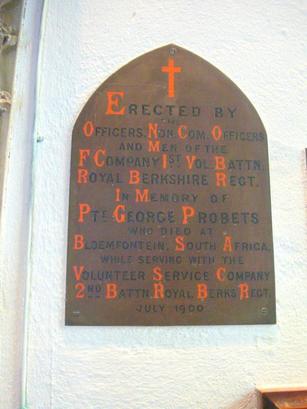 ERECTED BY
THE
OFFICERS, NON COM. OFFICERS
AND MEN OF THE
F COMPANY 1ST VOL. BATTN.
ROYAL BERKSHIRE REGT.
IN MEMORY OF
PTE GEORGE PROBETS
WHO DIED AT
BLOEMFONTEIN, SOUTH AFRICA,
WHILE SERVING WITH THE
VOLUNTEER SERVICE COMPANY
2ND BATTN. ROYAL BERKS REGT.
JULY 1900